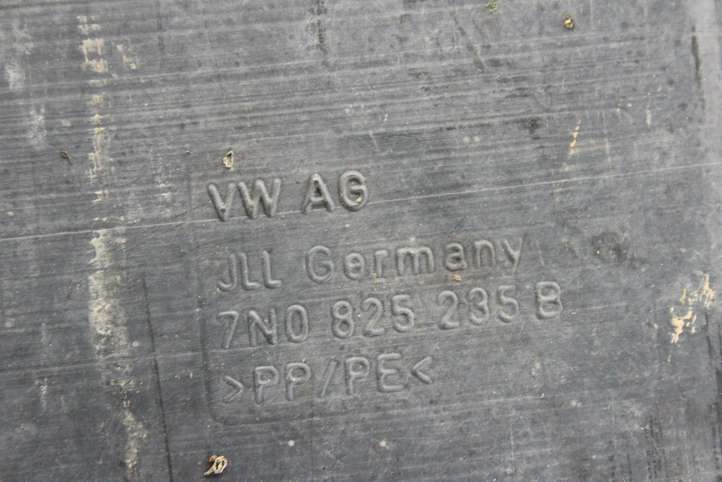 VW AG
JLL Germany
7N0 825 235 B
>PP/PE<